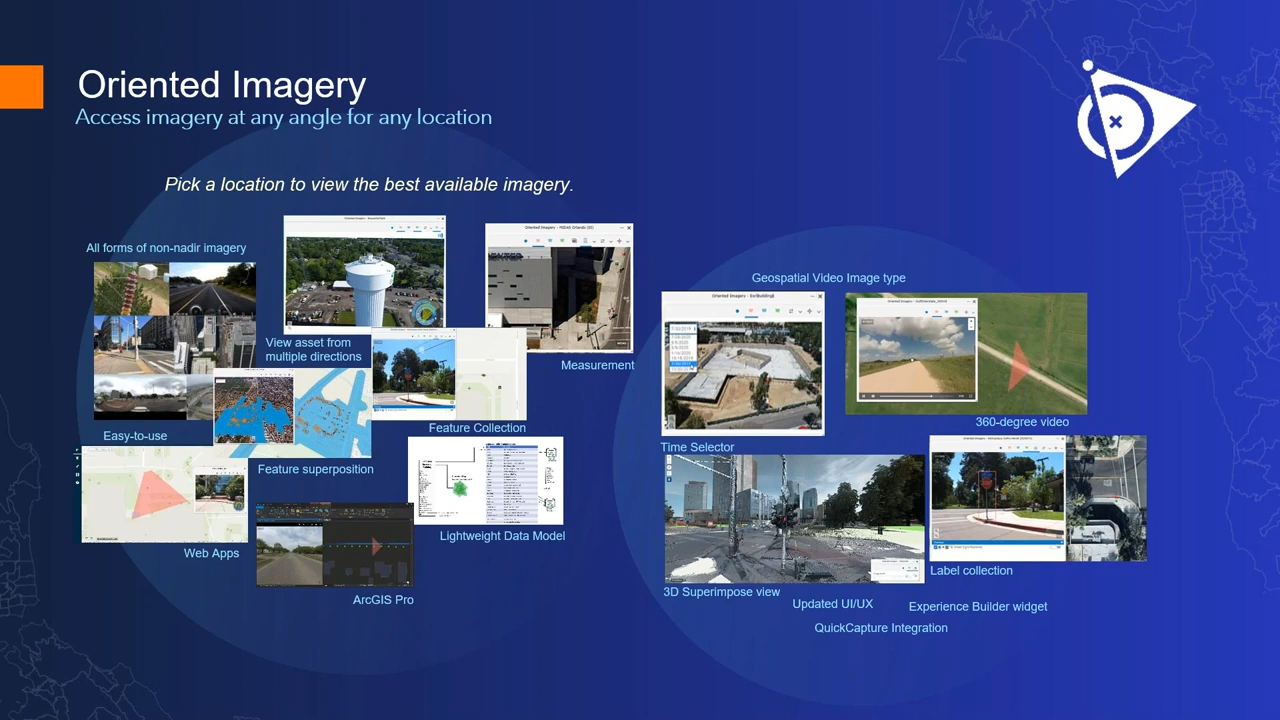 Oriented Imagery
Access imagery at any angle for any location
Pick a location to view the best available imagery.
All forms of non-nadir imagery
View asset from
multiple directions
Measurement
Easy-to-use
Feature Collection
Feature superposition
Lightweight Data Model
Web Apps
ArcGIS Pro
Geospatial Video Image type
360-degree video
Time Selector
Label collection
3D Superimpose view
Updated UI/UX
Experience Builder widget
QuickCapture Integration